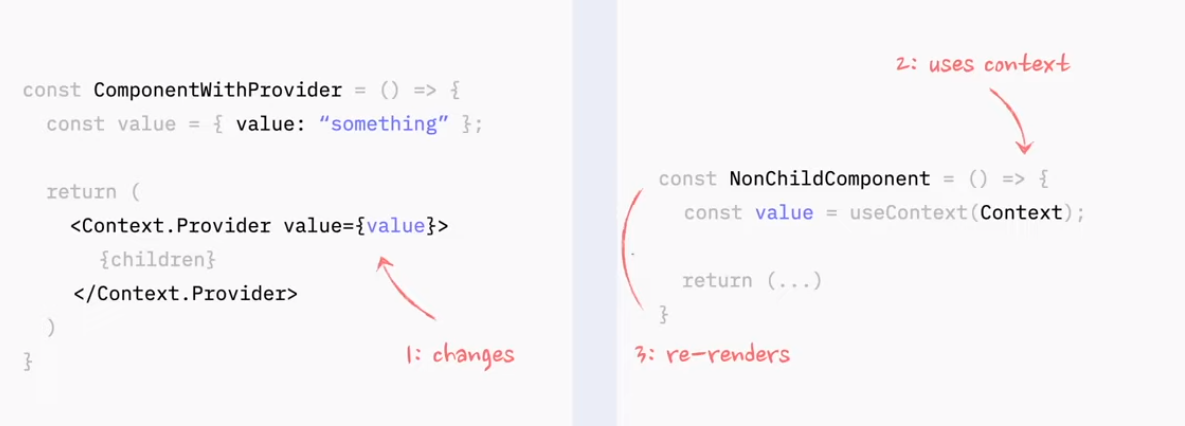 const ComponentWithProvider = () => {
const value = { value: “something” };
return (
<Context.Provider value={value}>
{children}
</Context.Provider>
)
}
1: changes
2: uses context
const NonChildComponent = () => {
const value = useContext(Context);
return (...)
}
3: re-renders